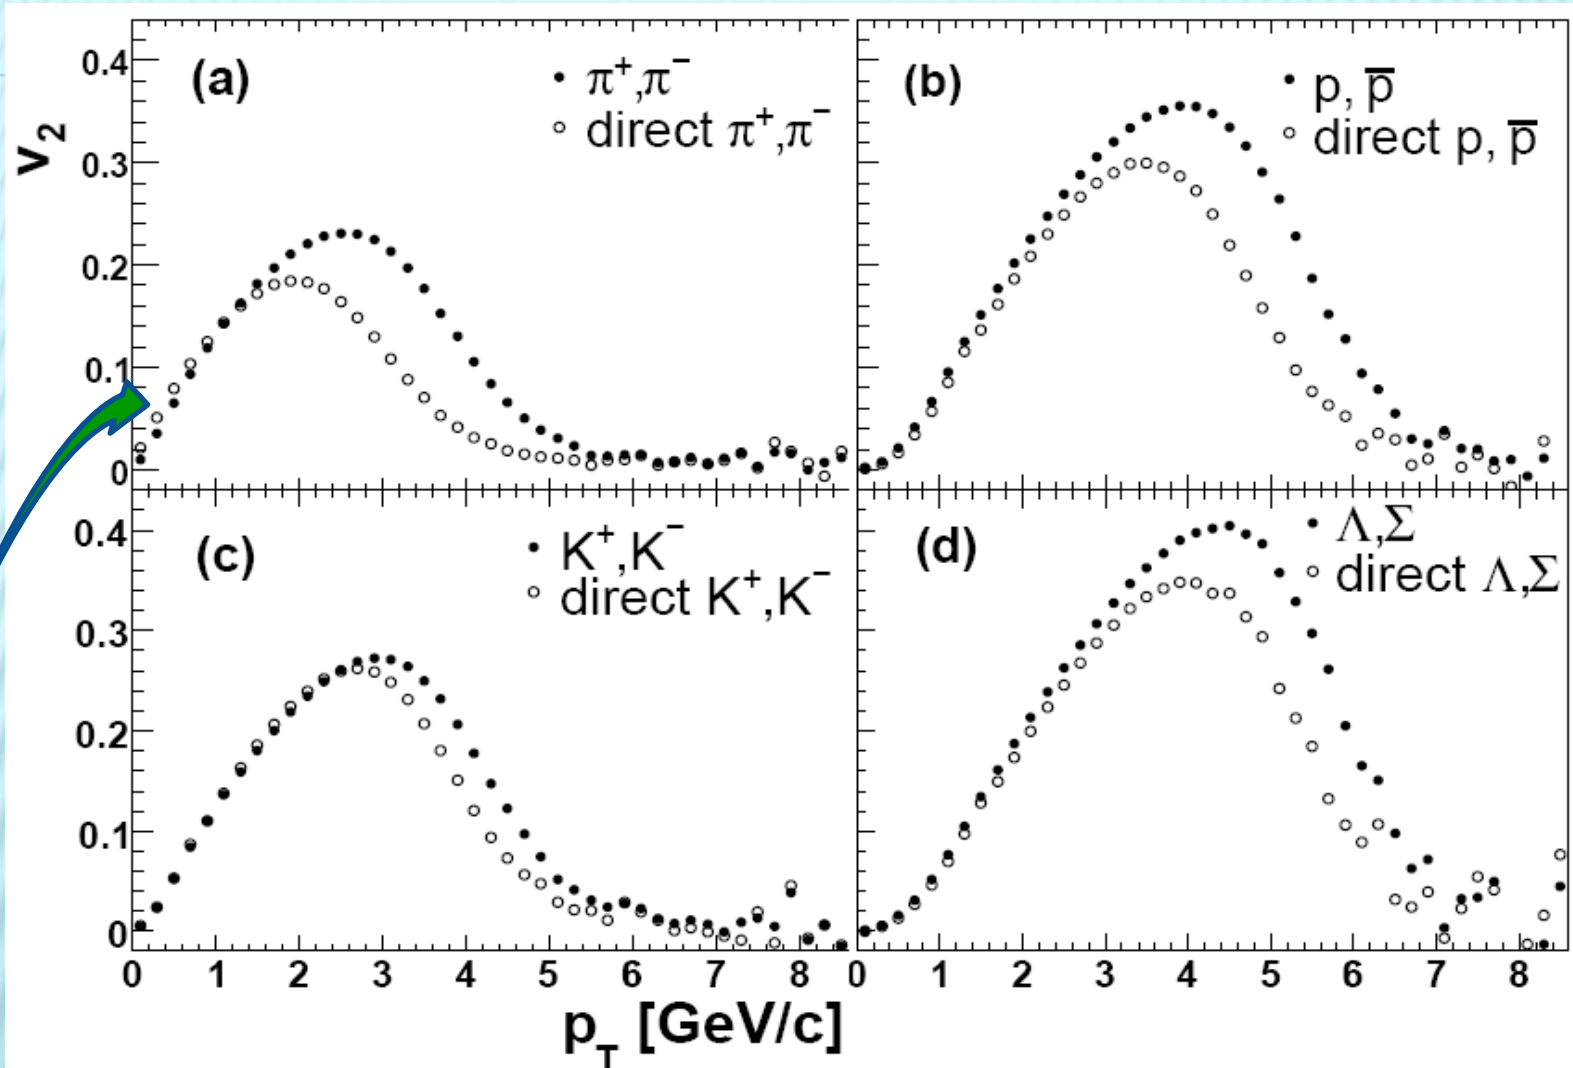 (a)
π⁺,π⁻
direct π⁺,π⁻
v₂
0.4
0.3
0.2
0.1
0
(b)
p, p̅
direct p, p̅
(c)
K⁺,K⁻
direct K⁺,K⁻
0.4
0.3
0.2
0.1
0
(d)
Λ,Σ
direct Λ,Σ
0 1 2 3 4 5 6 7 8 0 1 2 3 4 5 6 7 8
p_T [GeV/c]